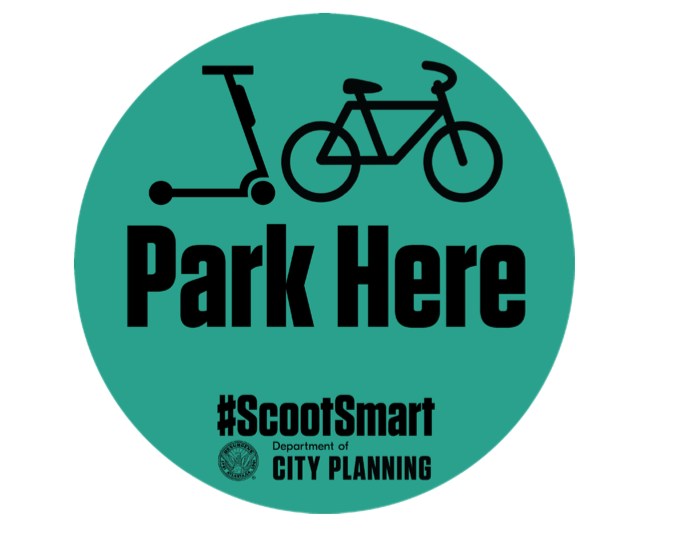 Park Here
#ScootSmart
Department of
CITY PLANNING